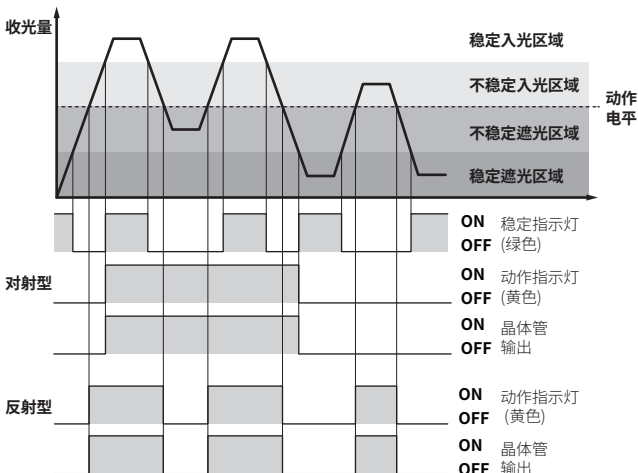 收光量
稳定入光区域
不稳定入光区域
动作
电平
不稳定遮光区域
稳定遮光区域
ON 稳定指示灯
OFF (绿色)
对射型
ON 动作指示灯
OFF (黄色)
ON 晶体管
OFF 输出
反射型
ON 动作指示灯
OFF (黄色)
ON 晶体管
OFF 输出